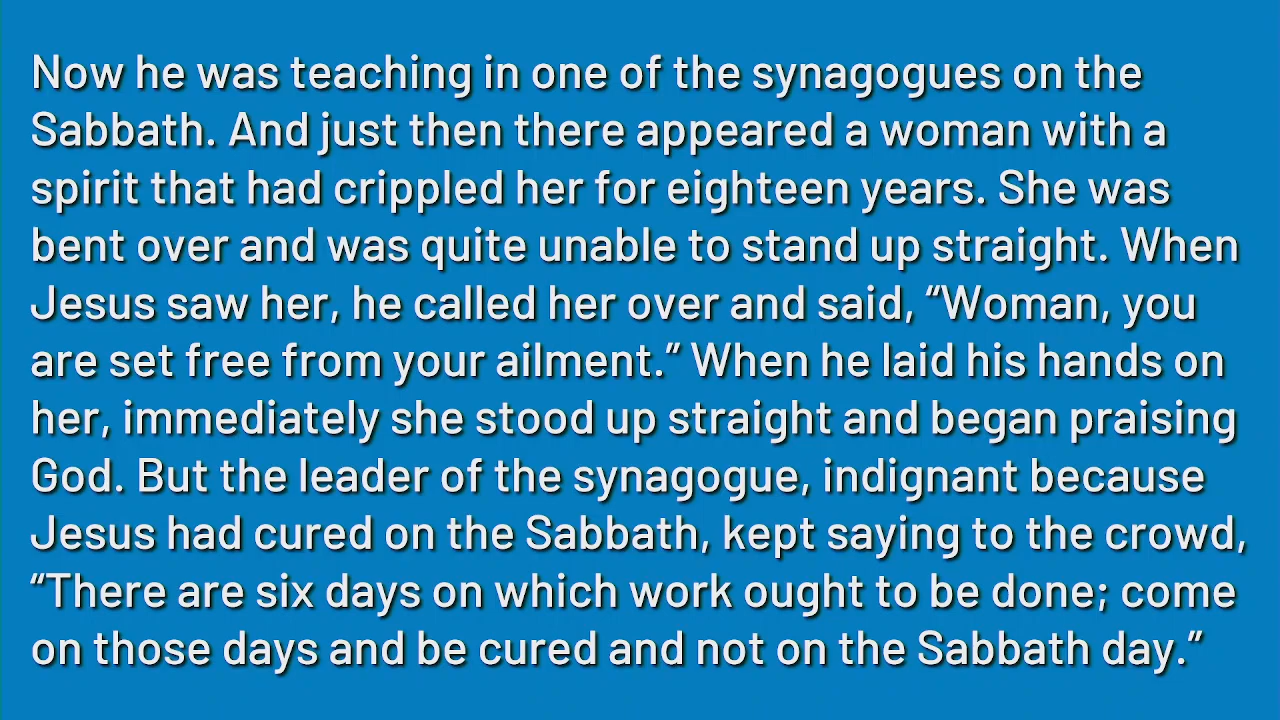 Now he was teaching in one of the synagogues on the
Sabbath. And just then there appeared a woman with a
spirit that had crippled her for eighteen years. She was
bent over and was quite unable to stand up straight. When
Jesus saw her, he called her over and said, “Woman, you
are set free from your ailment.” When he laid his hands on
her, immediately she stood up straight and began praising
God. But the leader of the synagogue, indignant because
Jesus had cured on the Sabbath, kept saying to the crowd,
“There are six days on which work ought to be done; come
on those days and be cured and not on the Sabbath day.”